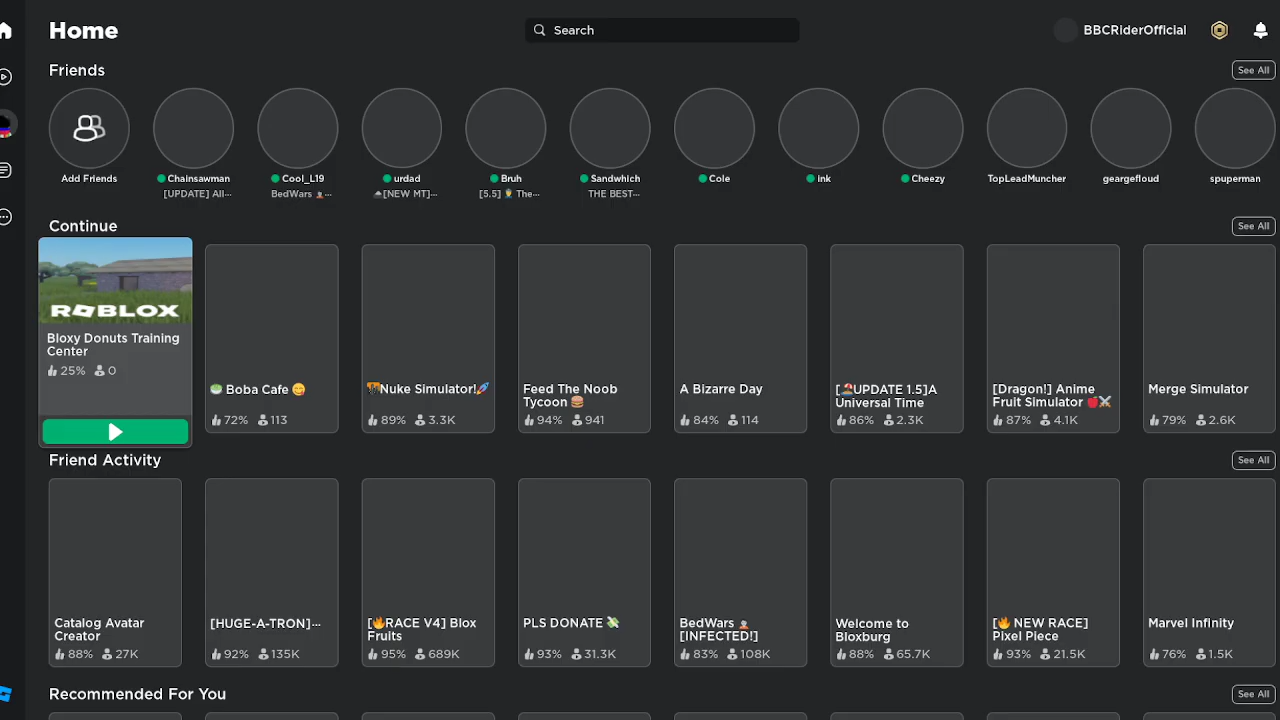 Home
Search
BBCRiderOfficial
Friends
See All
Add Friends
Chainsawman
[UPDATE] All...
Cool_L19
BedWars 🧟...
urdad
[NEW MT]...
Bruh
[5.5] The...
Sandwhich
THE BEST...
Cole
ink
Cheezy
TopLeadMuncher
geargefloud
spuperman
Continue
See All
ROBLOX
Bloxy Donuts Training
Center
25% 0
🍵 Boba Cafe 😋
72% 113
Nuke Simulator!🚀
89% 3.3K
Feed The Noob
Tycoon 🍔
94% 941
A Bizarre Day
84% 114
[🏖UPDATE 1.5]A
Universal Time
86% 2.3K
[Dragon!] Anime
Fruit Simulator 🍎⚔️
87% 4.1K
Merge Simulator
79% 2.6K
Friend Activity
See All
Catalog Avatar
Creator
88% 27K
[HUGE-A-TRON]...
92% 135K
[🔥RACE V4] Blox
Fruits
95% 689K
PLS DONATE 💸
93% 31.3K
BedWars 🧟
[INFECTED!]
83% 108K
Welcome to
Bloxburg
88% 65.7K
[🔥 NEW RACE]
Pixel Piece
93% 21.5K
Marvel Infinity
76% 1.5K
Recommended For You
See All